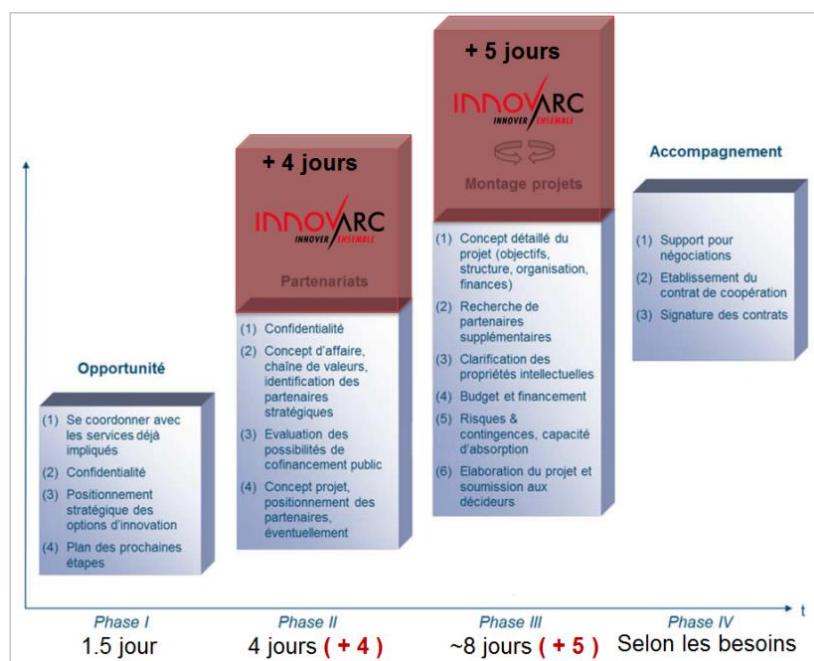 + 5 jours
INNOVARC
INNOVER ENSEMBLE
Montage projets
+ 4 jours
INNOVARC
INNOVER ENSEMBLE
Partenariats
Accompagnement
Opportunité
(1) Se coordonner avec
les services déjà
impliqués
(2) Confidentialité
(3) Positionnement
stratégique des
options d'innovation
(4) Plan des prochaines
étapes
(1) Confidentialité
(2) Concept d'affaire,
chaîne de valeurs,
identification des
partenaires
stratégiques
(3) Evaluation des
possibilités de
cofinancement public
(4) Concept projet,
positionnement des
partenaires,
éventuellement
(1) Concept détaillé du
projet (objectifs,
structure, organisation,
finances)
(2) Recherche de
partenaires
supplémentaires
(3) Clarification des
propriétés intellectuelles
(4) Budget et financement
(5) Risques &
contingences, capacité
d'absorption
(6) Elaboration du projet et
soumission aux
décideurs
(1) Support pour
négociations
(2) Etablissement du
contrat de coopération
(3) Signature des contrats
t
Phase I
1.5 jour
Phase II
4 jours ( + 4 )
Phase III
~8 jours ( + 5 )
Phase IV
Selon les besoins